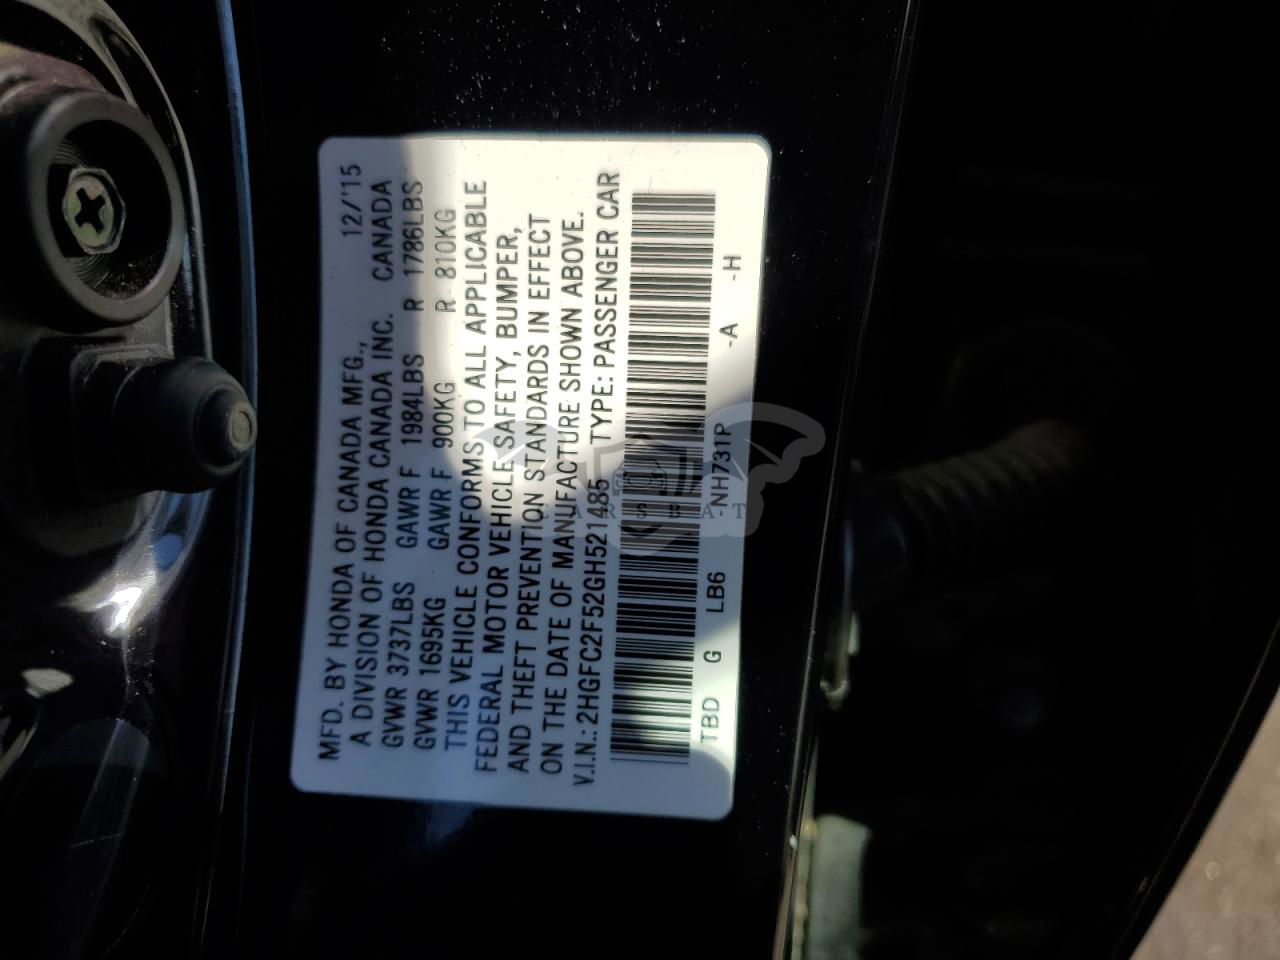 MFD. BY HONDA OF CANADA MFG., 12/'15
A DIVISION OF HONDA CANADA INC. CANADA
GVWR 3737LBS GAWR F 1984LBS R 1786LBS
GVWR 1695KG GAWR F 900KG R 810KG
THIS VEHICLE CONFORMS TO ALL APPLICABLE
FEDERAL MOTOR VEHICLE SAFETY, BUMPER,
AND THEFT PREVENTION STANDARDS IN EFFECT
ON THE DATE OF MANUFACTURE SHOWN ABOVE.
V.I.N.: 2HGFC2F52GH521485 TYPE: PASSENGER CAR
TBD G LB6 NH731P -A -H
CARSBAT